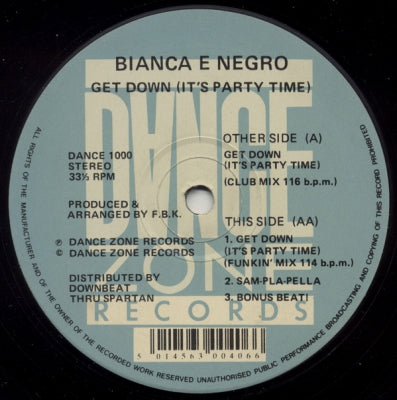 BIANCA E NEGRO
GET DOWN (IT'S PARTY TIME)
DANCE
ZONE
RECORDS
DANCE 1000
STEREO
33⅓ RPM
PRODUCED &
ARRANGED BY F.B.K.
Ⓟ DANCE ZONE RECORDS
© DANCE ZONE RECORDS
DISTRIBUTED BY
DOWNBEAT
THRU SPARTAN
OTHER SIDE (A)
GET DOWN
(IT'S PARTY TIME)
(CLUB MIX 116 b.p.m.)
THIS SIDE (AA)
1. GET DOWN
(IT'S PARTY TIME)
(FUNKIN' MIX 114 b.p.m.)
2. SAM-PLA-PELLA
3. BONUS BEAT!
5 014563 004066
ALL RIGHTS OF THE MANUFACTURER AND OF THE OWNER OF THE RECORDED WORK RESERVED UNAUTHORISED PUBLIC PERFORMANCE BROADCASTING AND COPYING OF THIS RECORD PROHIBITED